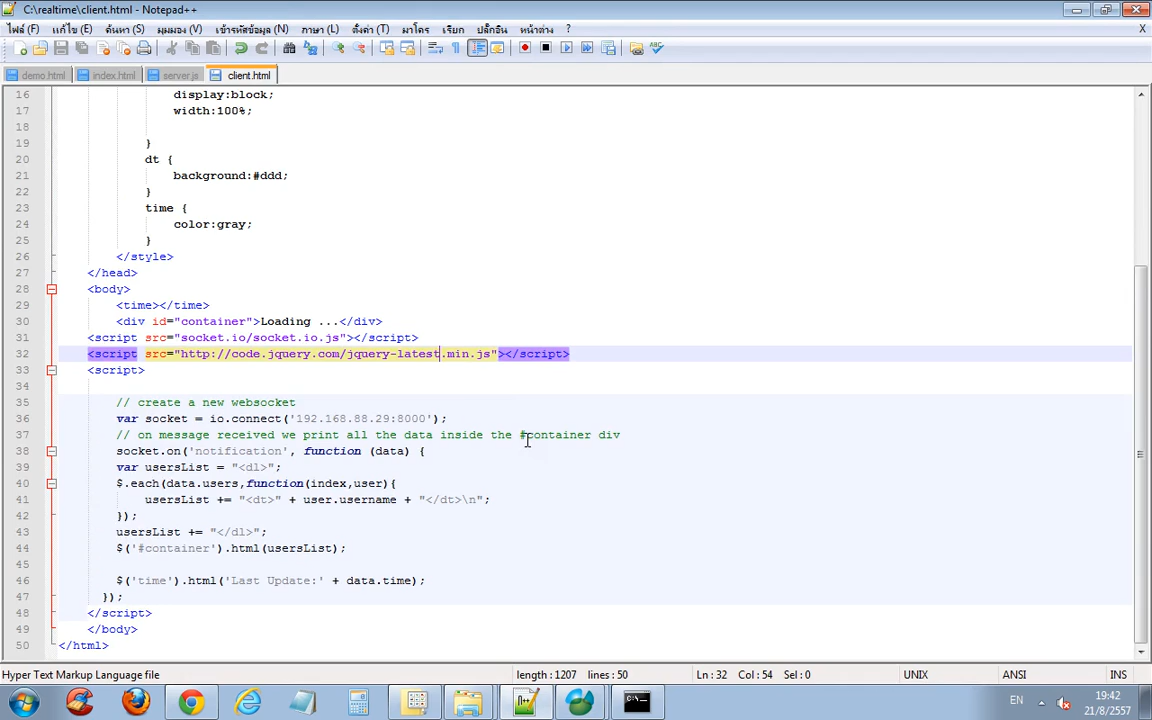 C:\realtime\client.html - Notepad++
ไฟล์ (F) แก้ไข (E) ค้นหา (S) มุมมอง (V) เข้ารหัสข้อมูล (N) ภาษา (L) ตั้งค่า (T) มาโคร เรียก ปลั๊กอิน หน้าต่าง ? X
demo.html index.html server.js client.html
16 display:block;
17 width:100%;
18
19 }
20 dt {
21 background:#ddd;
22 }
23 time {
24 color:gray;
25 }
26 </style>
27 </head>
28 <body>
29 <time></time>
30 <div id="container">Loading ...</div>
31 <script src="socket.io/socket.io.js"></script>
32 <script src="http://code.jquery.com/jquery-latest.min.js"></script>
33 <script>
34
35 // create a new websocket
36 var socket = io.connect('192.168.88.29:8000');
37 // on message received we print all the data inside the #container div
38 socket.on('notification', function (data) {
39 var usersList = "<dl>";
40 $.each(data.users,function(index,user){
41 usersList += "<dt>" + user.username + "</dt>\n";
42 });
43 usersList += "</dl>";
44 $('#container').html(usersList);
45
46 $('time').html('Last Update:' + data.time);
47 });
48 </script>
49 </body>
50 </html>
Hyper Text Markup Language file length : 1207 lines : 50 Ln : 32 Col : 54 Sel : 0 UNIX ANSI INS
EN 19:42
21/8/2557